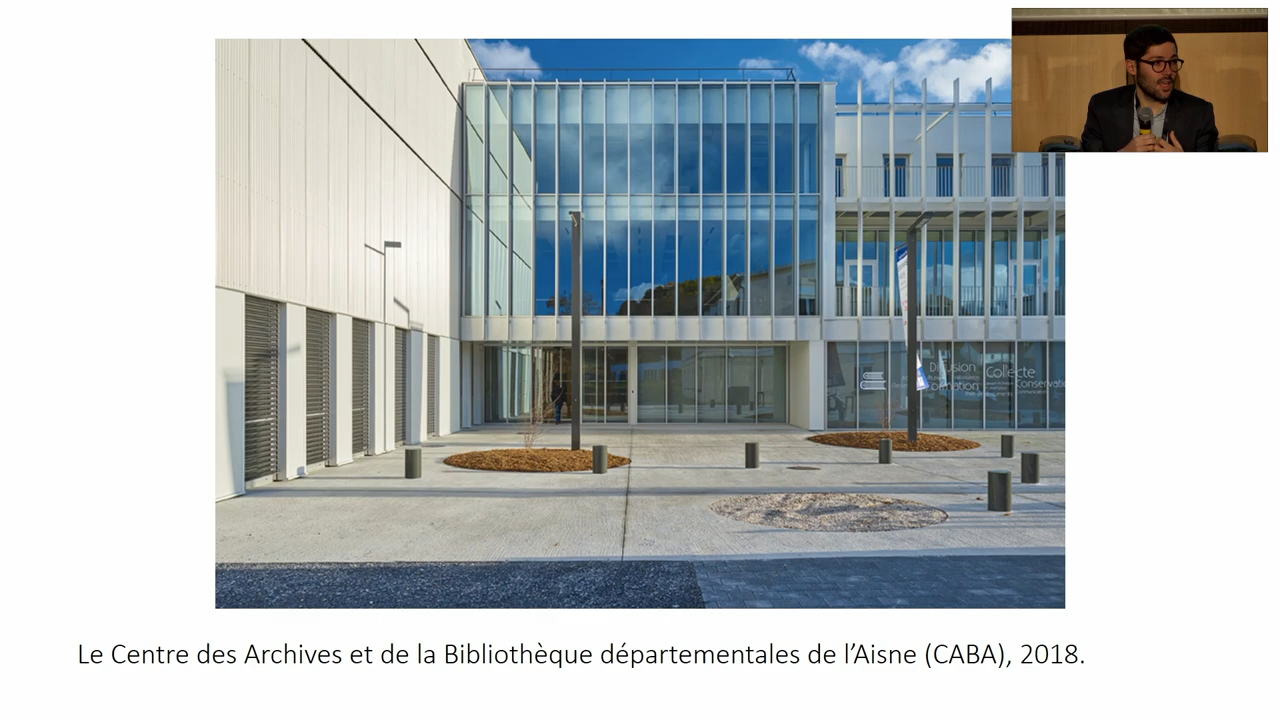 Diffusion
Collecte
Formation
Conservation
Le Centre des Archives et de la Bibliothèque départementales de l’Aisne (CABA), 2018.